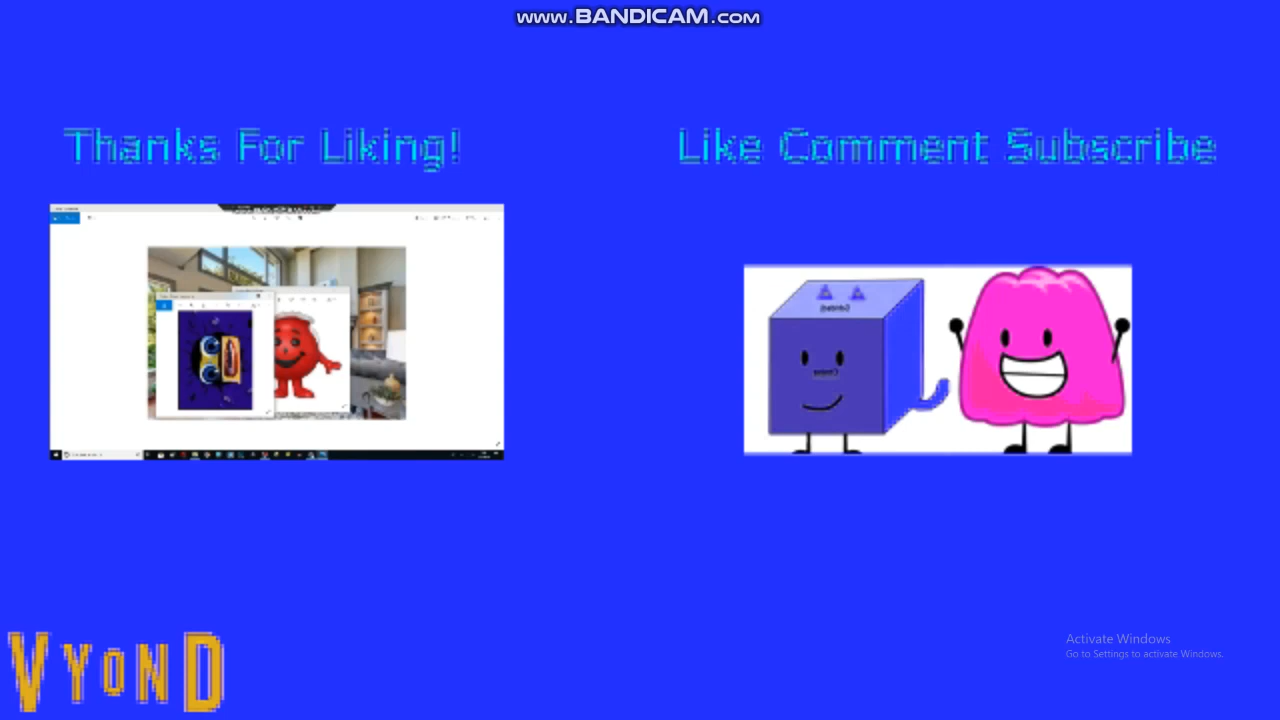 www.BANDICAM.com
Thanks For Liking!
Like Comment Subscribe
VYOND
Activate Windows
Go to Settings to activate Windows.